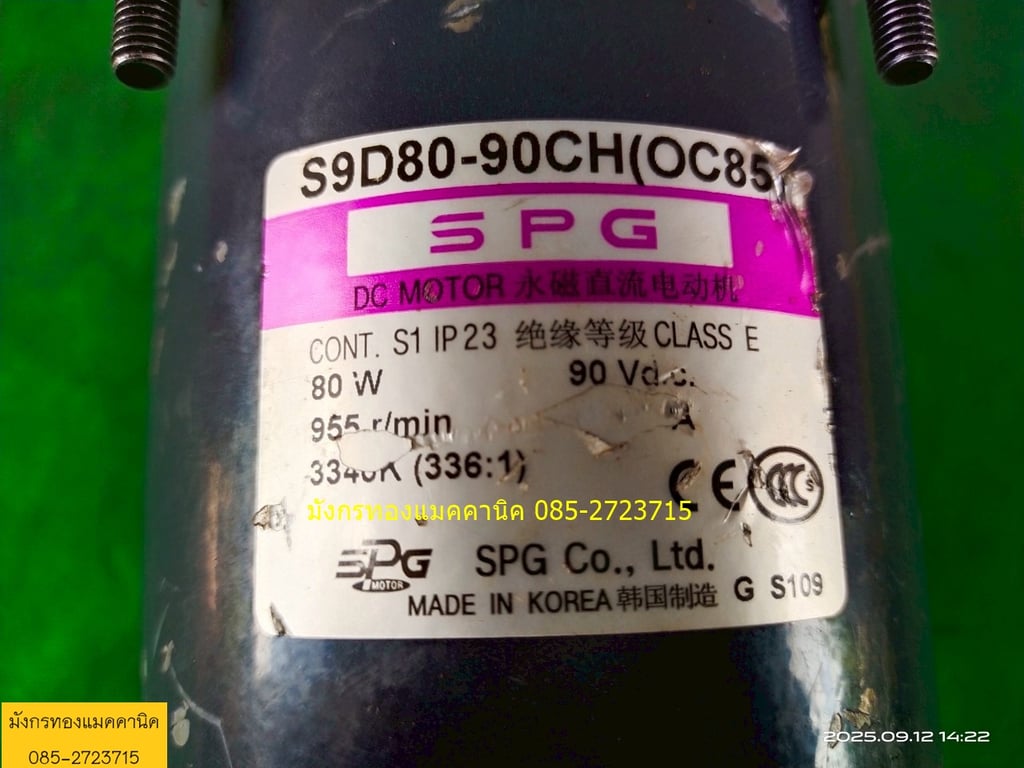 S9D80-90CH(OC85)
SPG
DC MOTOR 永磁直流电动机
CONT. S1 IP23 绝缘等级 CLASS E
80 W 90 Vd.c.
955 r/min A
(336:1)
CE CCC S
มังกรทองแมคคานิค 085-2723715
SPG MOTOR SPG Co., Ltd.
MADE IN KOREA 韩国制造 G S109
มังกรทองแมคคานิค
085-2723715
2025.09.12 14:22